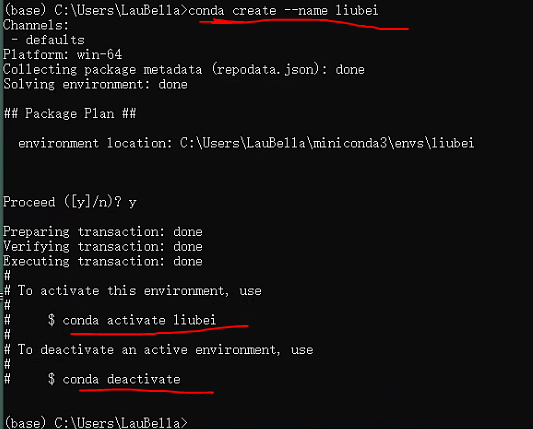 (base) C:\Users\LauBella>conda create --name liubei
Channels:
 - defaults
Platform: win-64
Collecting package metadata (repodata.json): done
Solving environment: done
## Package Plan ##
  environment location: C:\Users\LauBella\miniconda3\envs\liubei
Proceed ([y]/n)? y
Preparing transaction: done
Verifying transaction: done
Executing transaction: done
#
# To activate this environment, use
#
#     $ conda activate liubei
#
# To deactivate an active environment, use
#
#     $ conda deactivate
(base) C:\Users\LauBella>